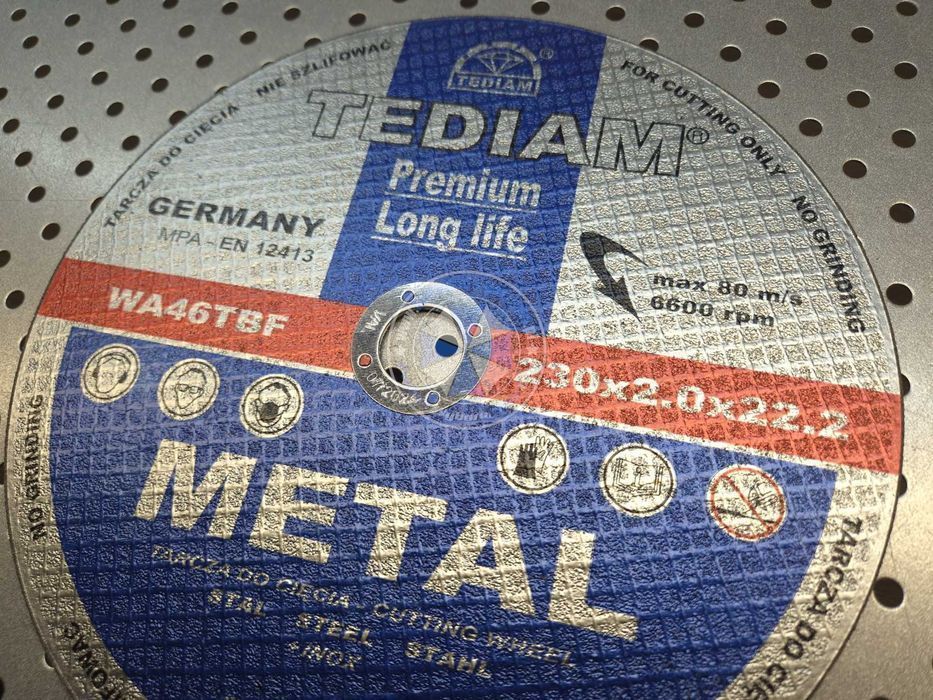 TARCZA DO CIĘCIA NIE SZLIFOWAĆ
FOR CUTTING ONLY NO GRINDING
TEDIAM®
TEDIAM®
Premium
Long life
GERMANY
MPA - EN 12413
max 80 m/s
6600 rpm
WA46TBF
230x2.0x22.2
METAL
TARCZA DO CIĘCIA - CUTTING WHEEL
STAL STEEL STAHL
+INOX
NO GRINDING
TARCZA DO